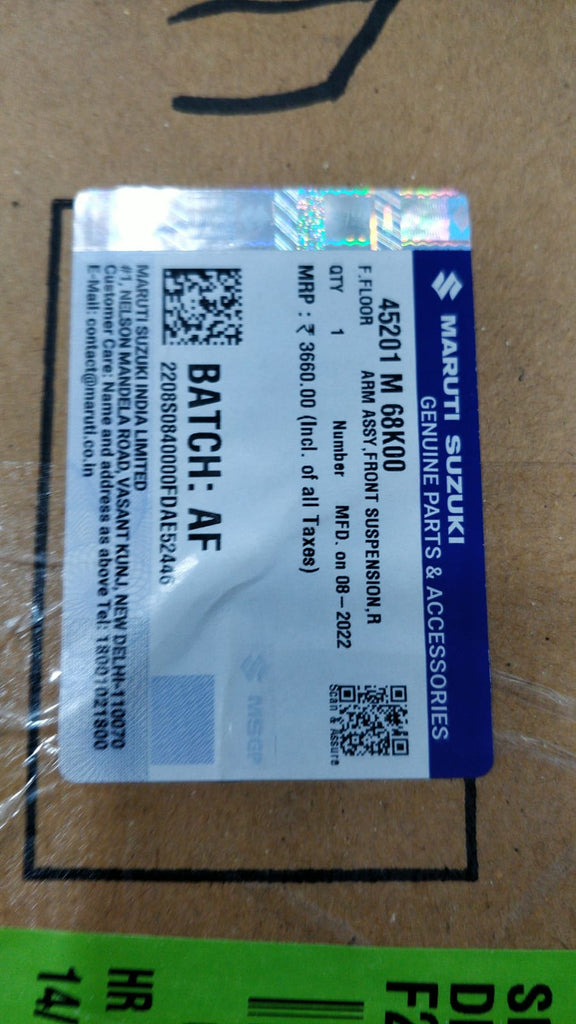 MARUTI SUZUKI
GENUINE PARTS & ACCESSORIES
45201 M 68K00
F.FLOOR ARM ASSY,FRONT SUSPENSION,R
QTY 1 Number MFD. on 08-2022
MRP : ₹ 3660.00 (Incl. of all Taxes)
Scan & Assure
MSGP
BATCH: AF
2208S0840000FDAE52446
MARUTI SUZUKI INDIA LIMITED
#1, NELSON MANDELA ROAD, VASANT KUNJ, NEW DELHI-110070
Customer Care: Name and address as above Tel: 18001021800
E-Mail: contact@maruti.co.in
HR
14/